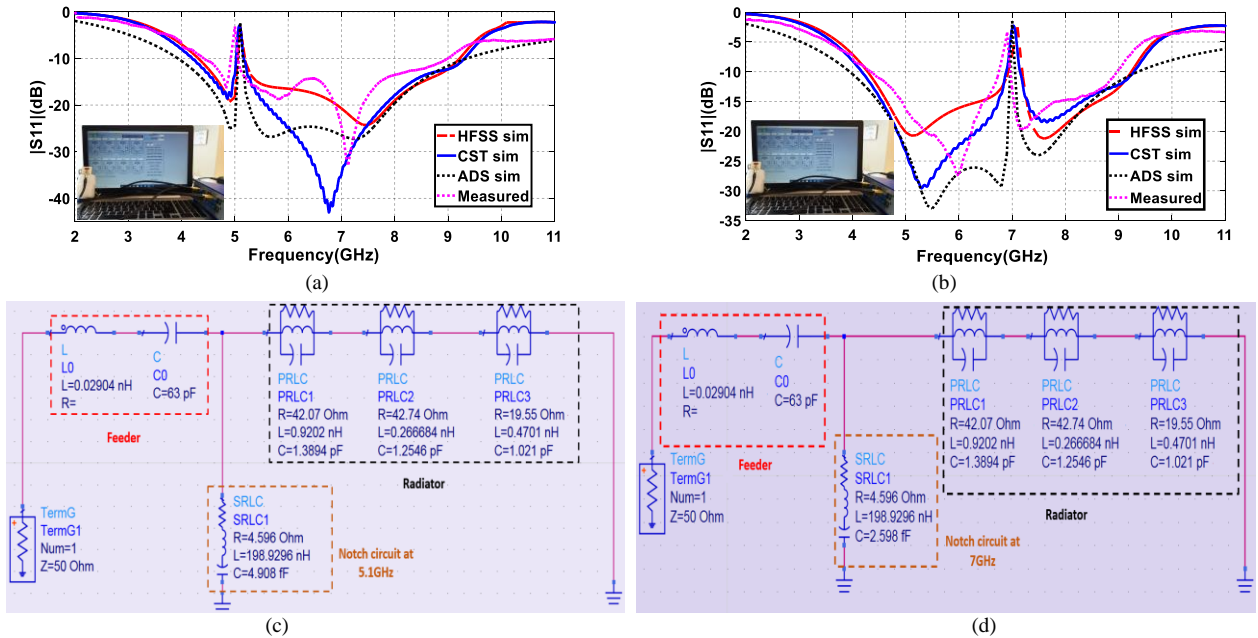 0
-10
-20
-30
-40
|S11|(dB)
HFSS sim
CST sim
ADS sim
Measured
2 3 4 5 6 7 8 9 10 11
Frequency(GHz)
(a)
0
-5
-10
-15
-20
-25
-30
-35
|S11|(dB)
HFSS sim
CST sim
ADS sim
Measured
2 3 4 5 6 7 8 9 10 11
Frequency(GHz)
(b)
L
L0
L=0.02904 nH
R=
C
C0
C=63 pF
Feeder
PRLC
PRLC1
R=42.07 Ohm
L=0.9202 nH
C=1.3894 pF
PRLC
PRLC2
R=42.74 Ohm
L=0.266684 nH
C=1.2546 pF
PRLC
PRLC3
R=19.55 Ohm
L=0.4701 nH
C=1.021 pF
Radiator
TermG
TermG1
Num=1
Z=50 Ohm
SRLC
SRLC1
R=4.596 Ohm
L=198.9296 nH
C=4.908 fF
Notch circuit at
5.1GHz
(c)
L
L0
L=0.02904 nH
R=
C
C0
C=63 pF
Feeder
PRLC
PRLC1
R=42.07 Ohm
L=0.9202 nH
C=1.3894 pF
PRLC
PRLC2
R=42.74 Ohm
L=0.266684 nH
C=1.2546 pF
PRLC
PRLC3
R=19.55 Ohm
L=0.4701 nH
C=1.021 pF
Radiator
TermG
TermG1
Num=1
Z=50 Ohm
SRLC
SRLC1
R=4.596 Ohm
L=198.9296 nH
C=2.598 fF
Notch circuit at
7GHz
(d)